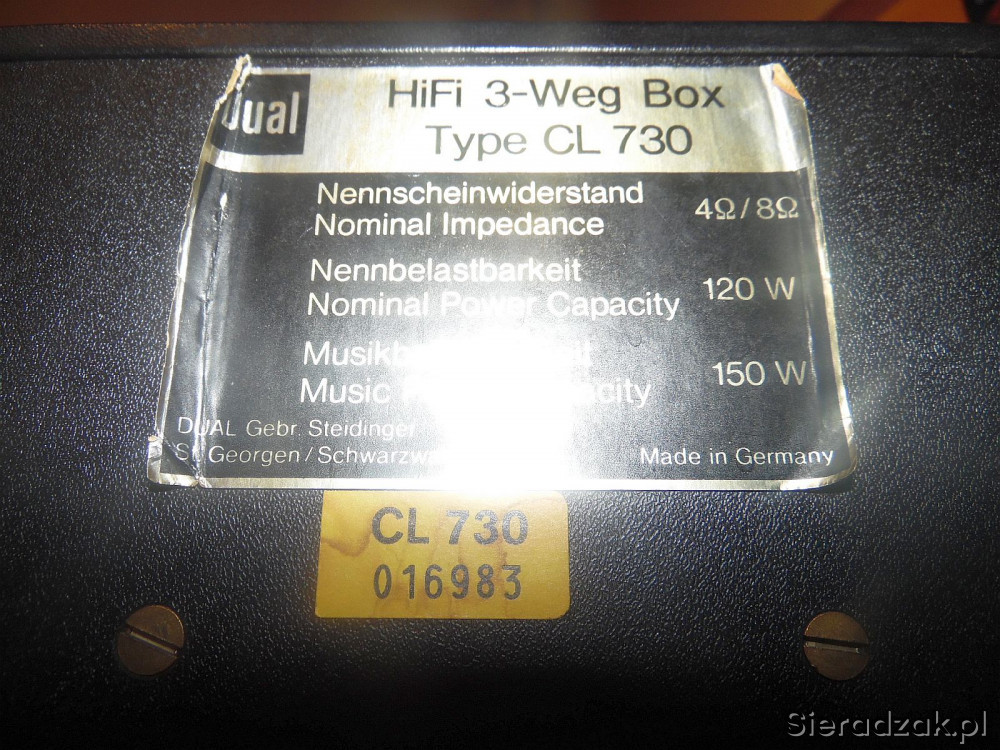 Dual
HiFi 3-Weg Box
Type CL 730
Nennscheinwiderstand
Nominal Impedance
4Ω/8Ω
Nennbelastbarkeit
Nominal Power Capacity
120 W
Music
150 W
DUAL Gebr. Steidinger
St. Georgen/
Made in Germany
CL 730
016983
Sieradzak.pl